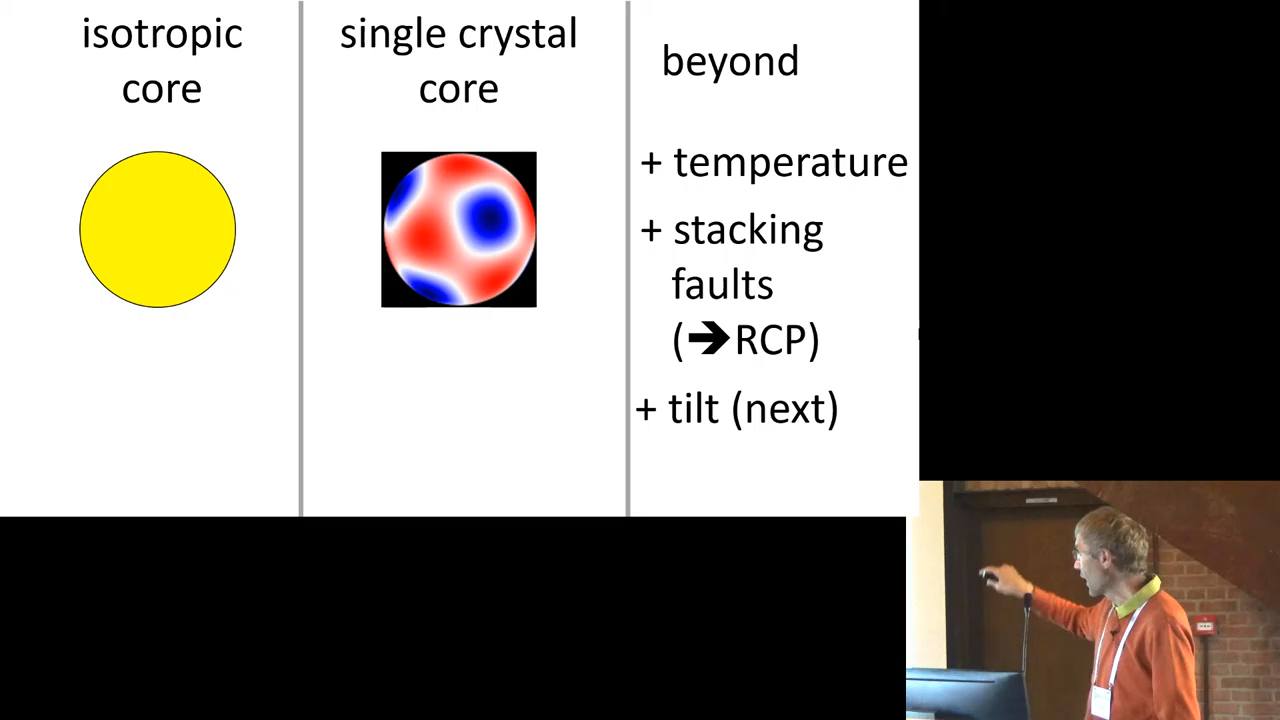 isotropic
core
single crystal
core
beyond
+ temperature
+ stacking
faults
(➔RCP)
+ tilt (next)